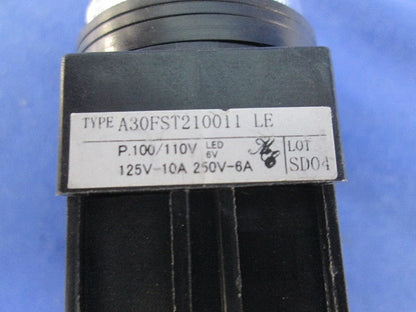 TYPE A30FST210011 LE
P.100/110V LED 6V
125V-10A 250V-6A
LOT
SD04